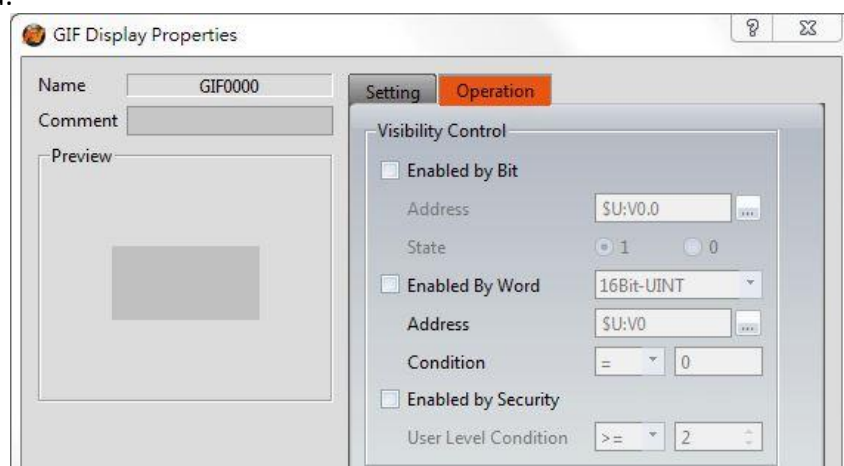 GIF Display Properties
Name GIF0000
Comment
Preview
Setting Operation
Visibility Control
Enabled by Bit
Address $U:V0.0 ...
State 1 0
Enabled By Word 16Bit-UINT
Address $U:V0 ...
Condition = 0
Enabled by Security
User Level Condition >= 2